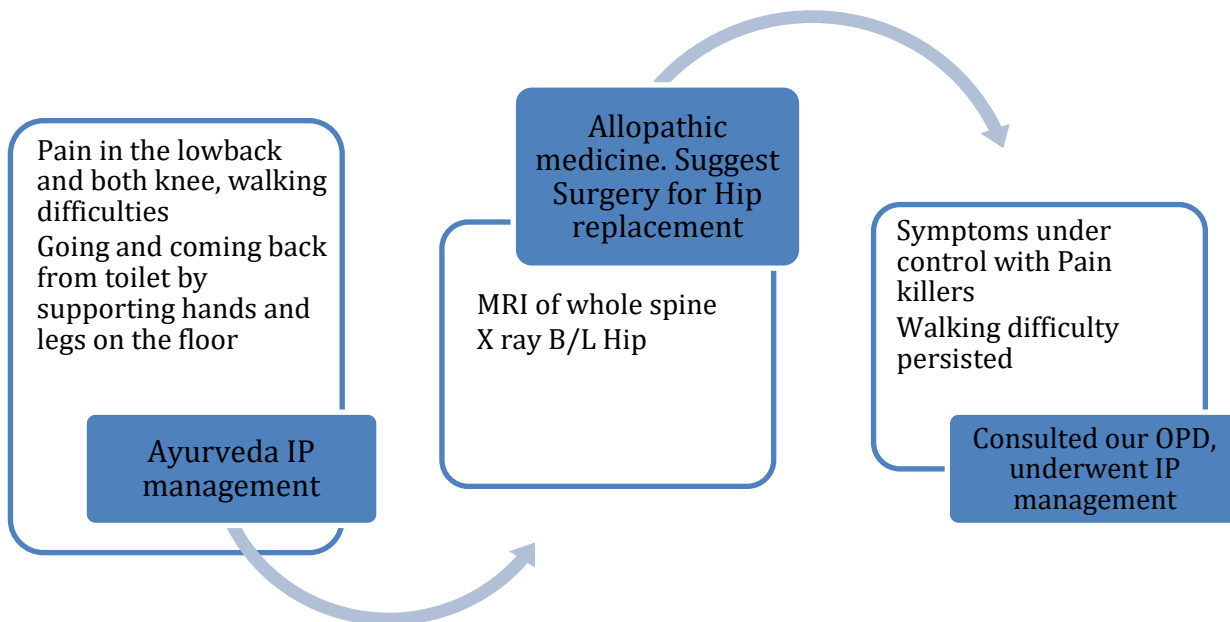 Pain in the lowback
and both knee, walking
difficulties
Going and coming back
from toilet by
supporting hands and
legs on the floor
Ayurveda IP
management
Allopathic
medicine. Suggest
Surgery for Hip
replacement
MRI of whole spine
X ray B/L Hip
Symptoms under
control with Pain
killers
Walking difficulty
persisted
Consulted our OPD,
underwent IP
management